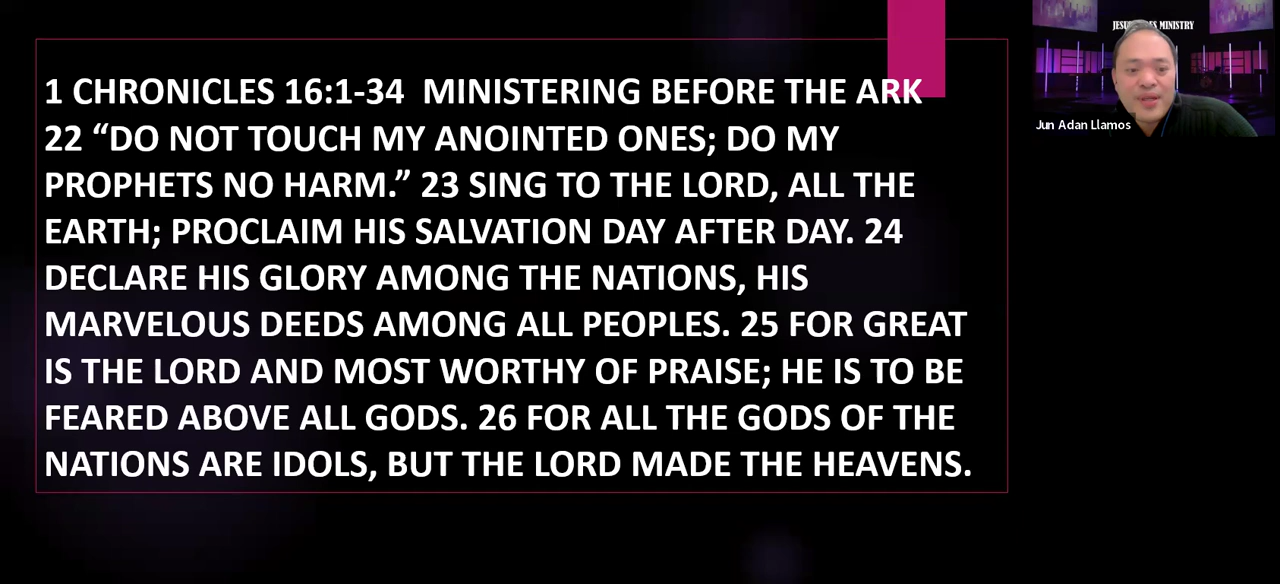 1 CHRONICLES 16:1-34 MINISTERING BEFORE THE ARK
22 “DO NOT TOUCH MY ANOINTED ONES; DO MY
PROPHETS NO HARM.” 23 SING TO THE LORD, ALL THE
EARTH; PROCLAIM HIS SALVATION DAY AFTER DAY. 24
DECLARE HIS GLORY AMONG THE NATIONS, HIS
MARVELOUS DEEDS AMONG ALL PEOPLES. 25 FOR GREAT
IS THE LORD AND MOST WORTHY OF PRAISE; HE IS TO BE
FEARED ABOVE ALL GODS. 26 FOR ALL THE GODS OF THE
NATIONS ARE IDOLS, BUT THE LORD MADE THE HEAVENS.
MINISTRY
Jun Adan Llamos